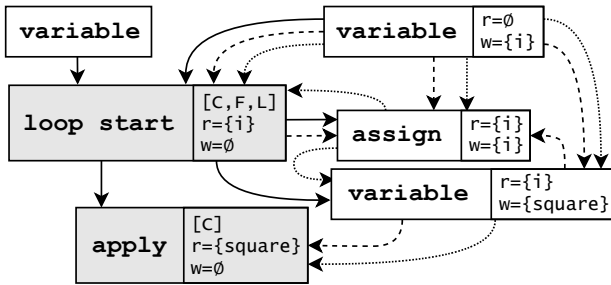 variable
variable
r=Ø
w={i}
loop start
[C,F,L]
r={i}
w=Ø
assign
r={i}
w={i}
variable
r={i}
w={square}
apply
[C]
r={square}
w=Ø